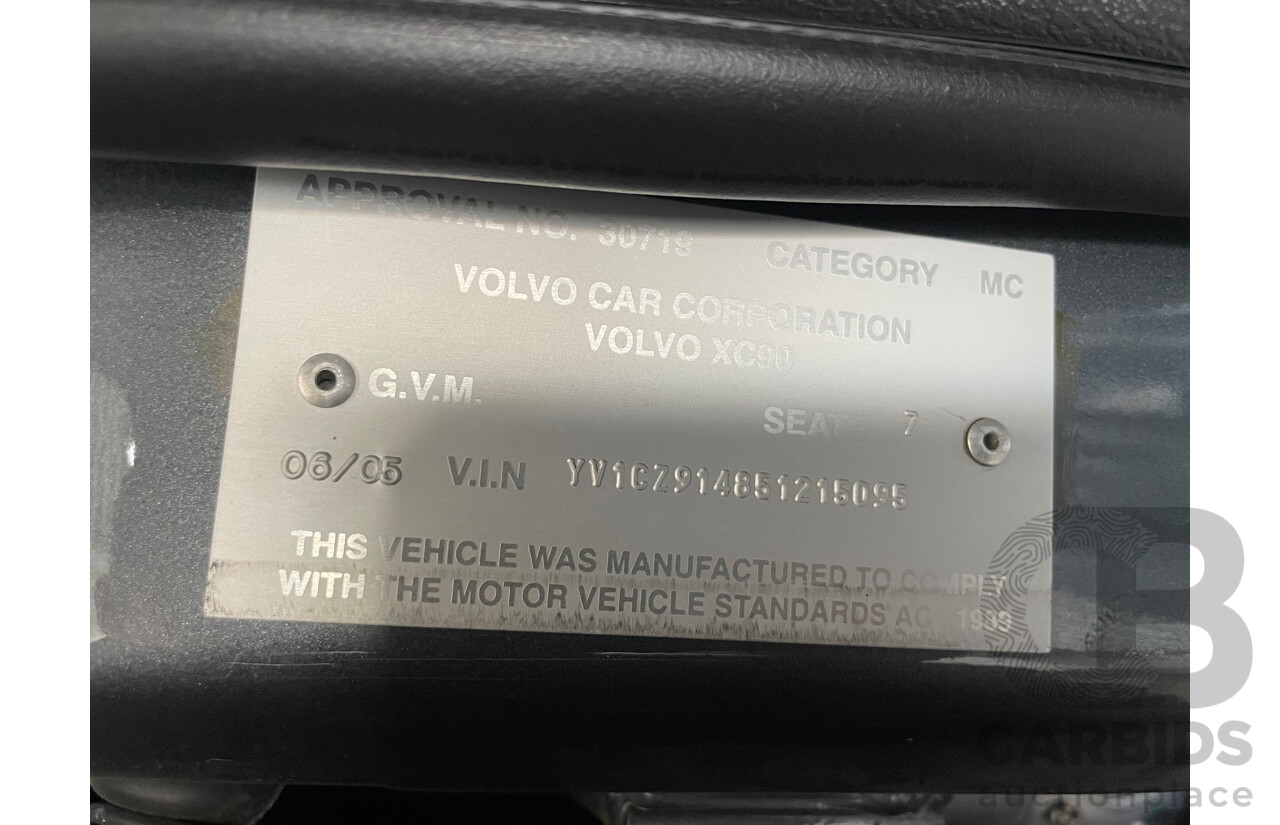 APPROVAL NO. 30719 CATEGORY MC
VOLVO CAR CORPORATION
VOLVO XC90
G.V.M.
SEATS 7
06/05 V.I.N YV1CZ914851215095
THIS VEHICLE WAS MANUFACTURED TO COMPLY
WITH THE MOTOR VEHICLE STANDARDS ACT 1989
CB
CARBIDS
auctionplace